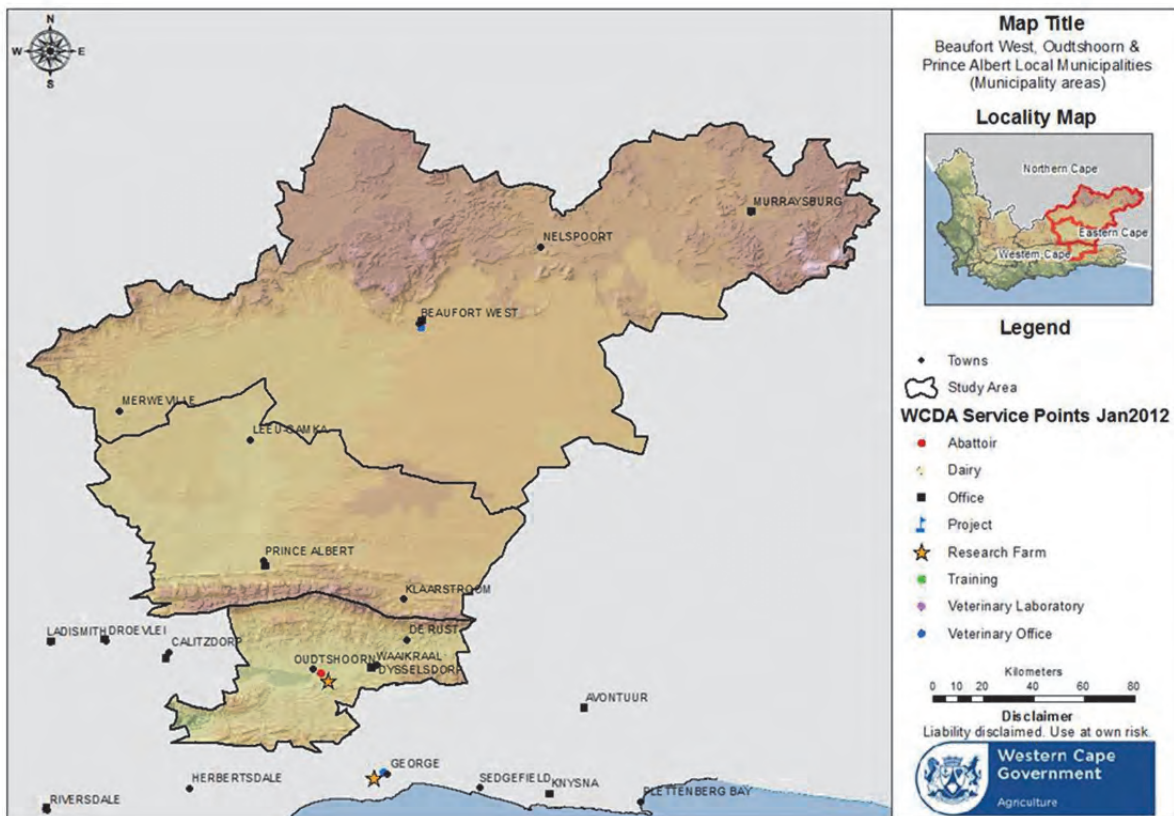 N
W
E
S
MURRAYSBURG
NELSPOORT
BEAUFORT WEST
MERWEVILLE
LEEU-GAMKA
PRINCE ALBERT
KLAARSTROOM
LADISMITH
DROEVLEI
CALITZDORP
DE RUST
OUDTSHOORN
WAAIKRAAL
DYSSELSDORP
AVONTUUR
GEORGE
HERBERTSDALE
SEDGEFIELD
KNYSNA
PLETTENBERG BAY
RIVERSDALE
Map Title
Beaufort West, Oudtshoorn &
Prince Albert Local Municipalities
(Municipality areas)
Locality Map
Northern Cape
Eastern Cape
Western Cape
Legend
Towns
Study Area
WCDA Service Points Jan2012
Abattoir
Dairy
Office
Project
Research Farm
Training
Veterinary Laboratory
Veterinary Office
Kilometers
0 5 10 20 40 60 80
Disclaimer
Liability disclaimed. Use at own risk.
Western Cape
Government
Agriculture